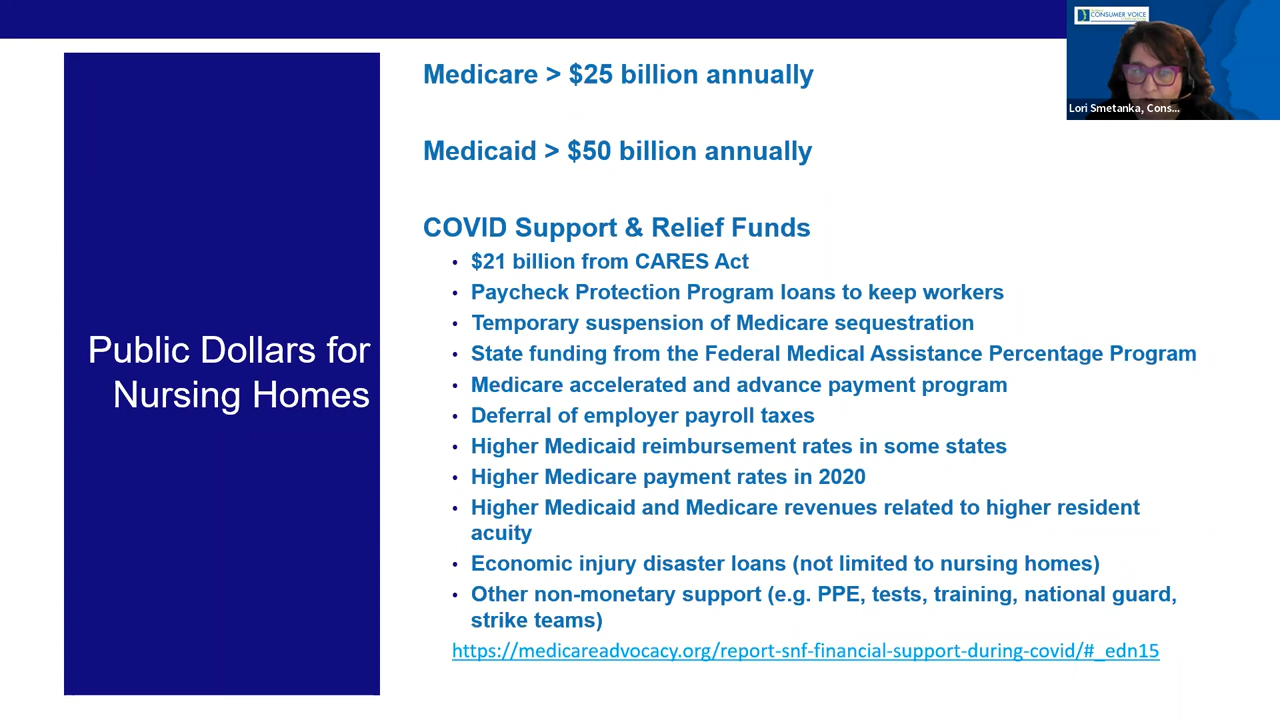 Public Dollars for
Nursing Homes
Medicare > $25 billion annually
Medicaid > $50 billion annually
COVID Support & Relief Funds
• $21 billion from CARES Act
• Paycheck Protection Program loans to keep workers
• Temporary suspension of Medicare sequestration
• State funding from the Federal Medical Assistance Percentage Program
• Medicare accelerated and advance payment program
• Deferral of employer payroll taxes
• Higher Medicaid reimbursement rates in some states
• Higher Medicare payment rates in 2020
• Higher Medicaid and Medicare revenues related to higher resident
acuity
• Economic injury disaster loans (not limited to nursing homes)
• Other non-monetary support (e.g. PPE, tests, training, national guard,
strike teams)
https://medicareadvocacy.org/report-snf-financial-support-during-covid/#_edn15
CONSUMER VOICE
Lori Smetanka, Cons...